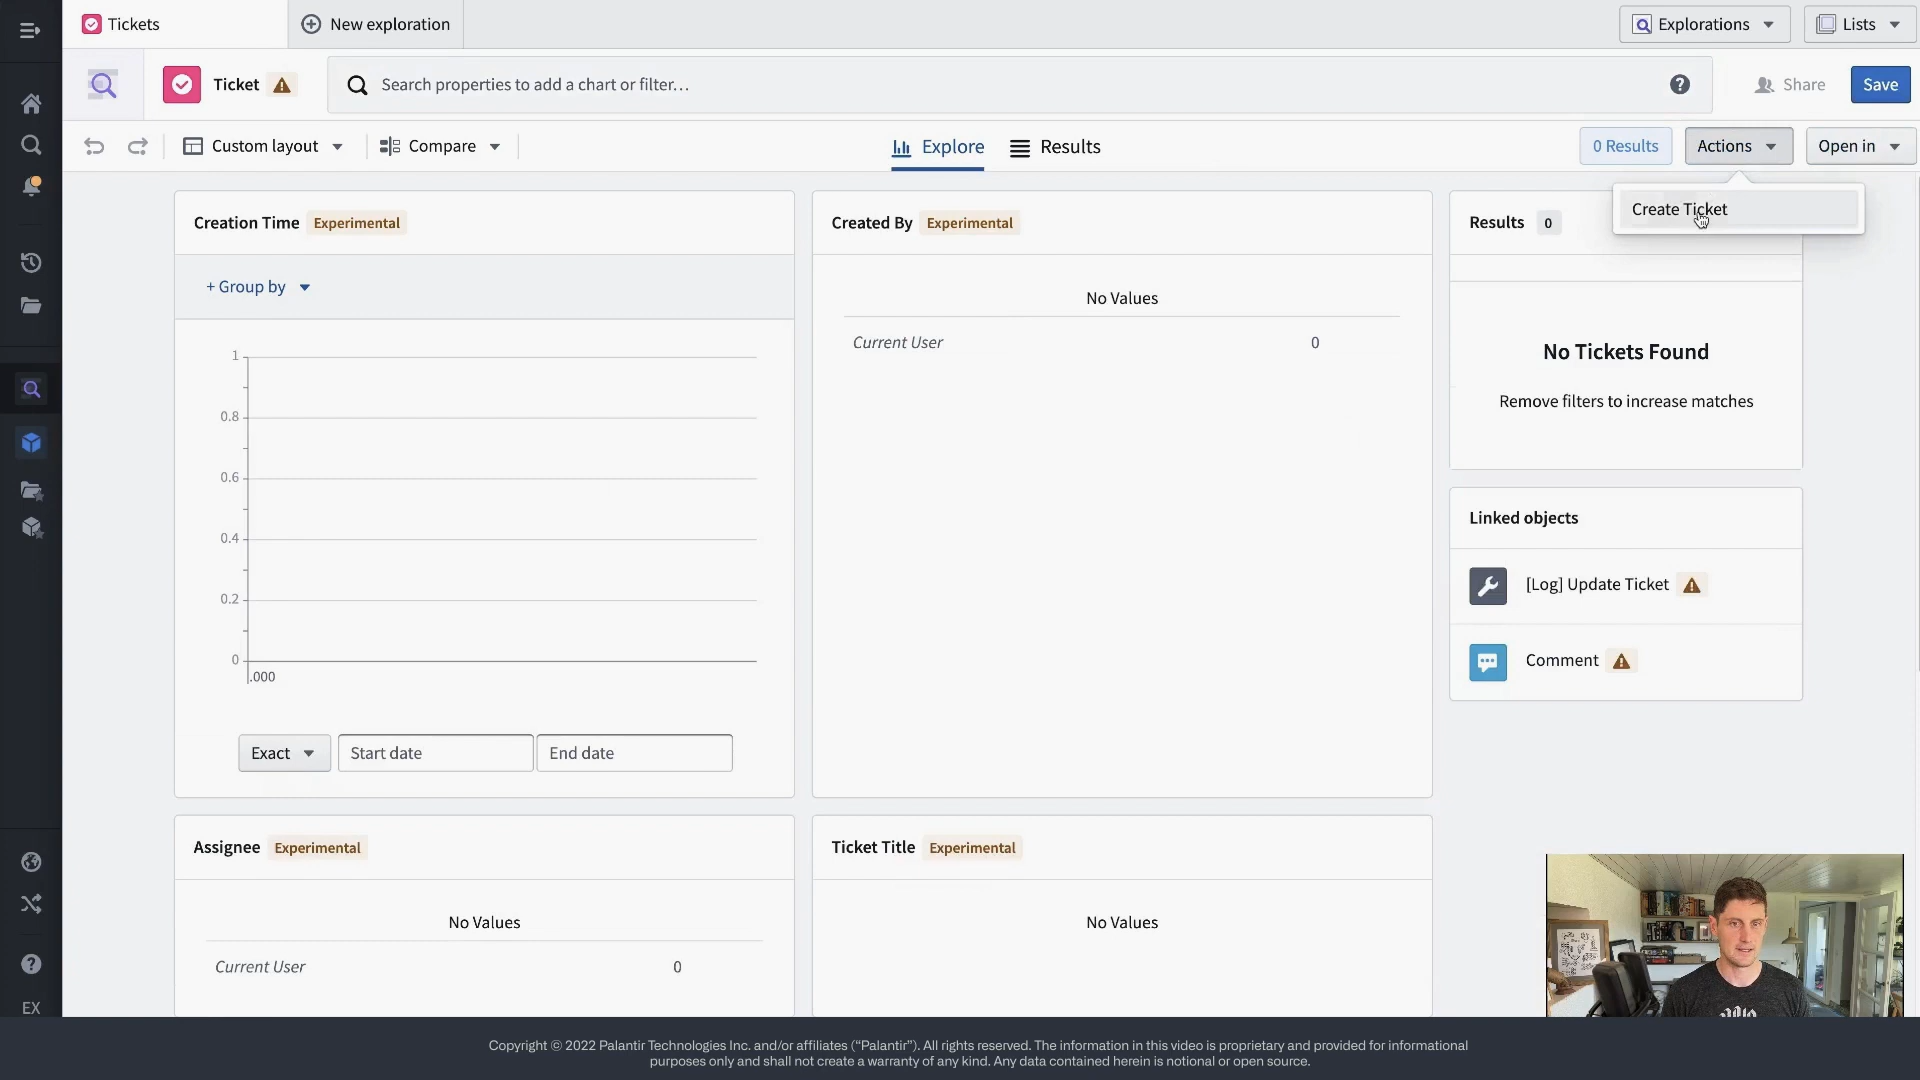 Tickets
New exploration
Explorations
Lists
Ticket
Search properties to add a chart or filter…
Share
Save
Custom layout
Compare
Explore
Results
0 Results
Actions
Open in
Create Ticket
Creation Time Experimental
+ Group by
1
0.8
0.6
0.4
0.2
0
.000
Exact
Start date
End date
Created By Experimental
No Values
Current User 0
Results 0
No Tickets Found
Remove filters to increase matches
Linked objects
[Log] Update Ticket
Comment
Assignee Experimental
No Values
Current User 0
Ticket Title Experimental
No Values
EX
Copyright © 2022 Palantir Technologies Inc. and/or affiliates (“Palantir”). All rights reserved. The information in this video is proprietary and provided for informational
purposes only and shall not create a warranty of any kind. Any data contained herein is notional or open source.